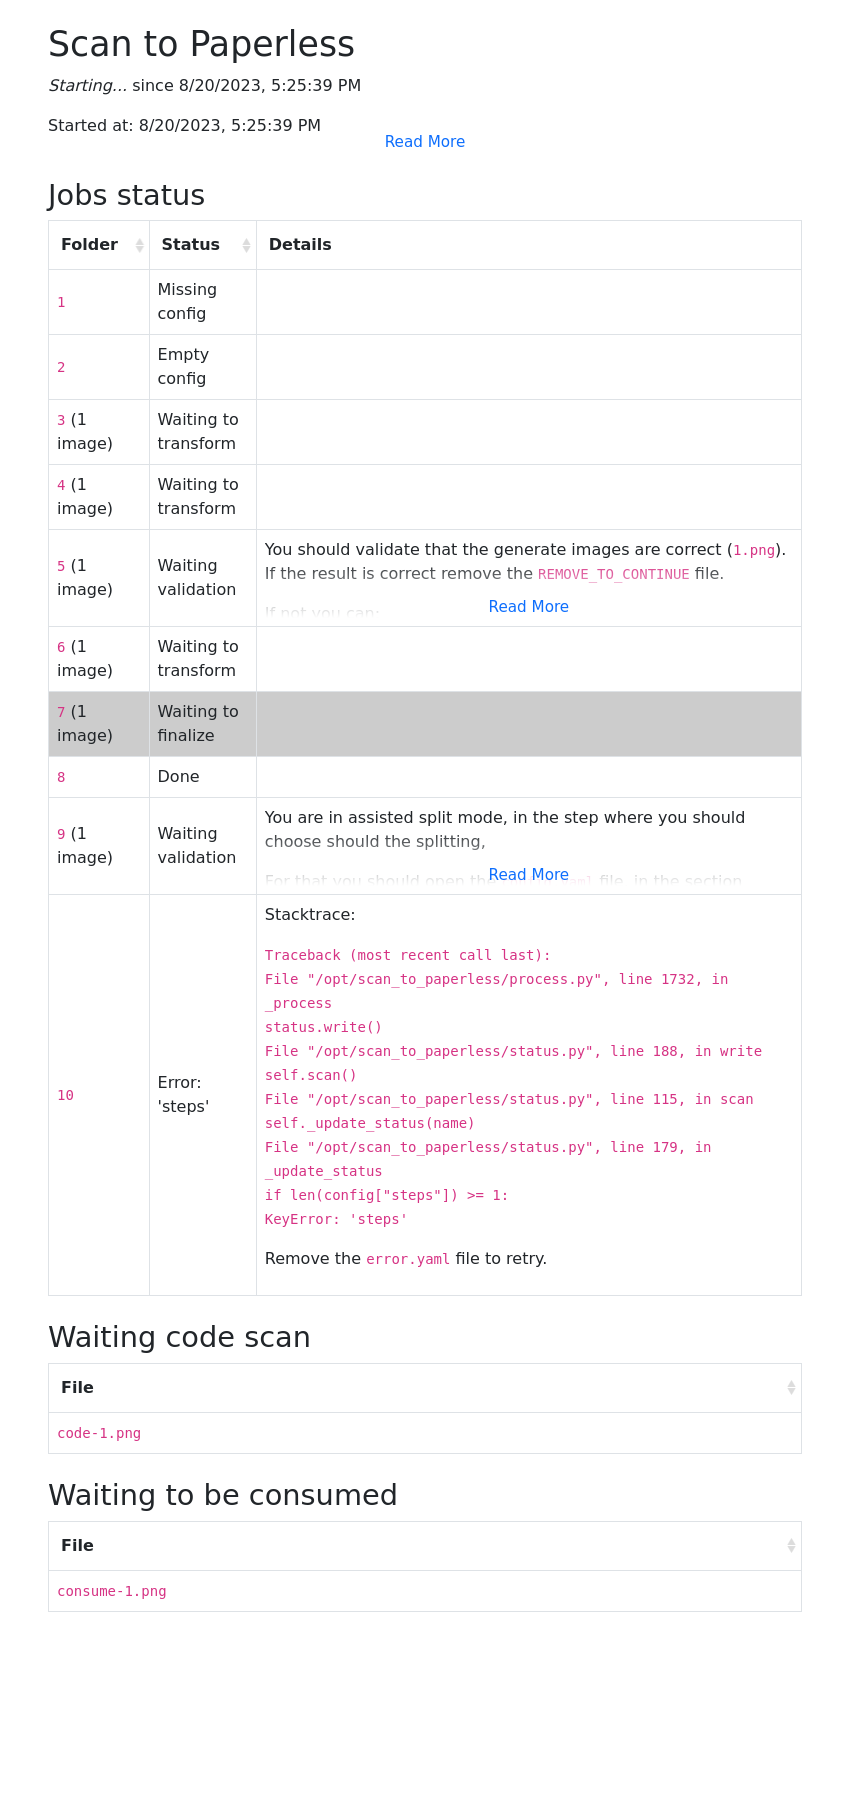 Scan to Paperless
Starting... since 8/20/2023, 5:25:39 PM
Started at: 8/20/2023, 5:25:39 PM
Read More
Jobs status
Folder Status Details
1 Missing config
2 Empty config
3 (1 image) Waiting to transform
4 (1 image) Waiting to transform
5 (1 image) Waiting validation
You should validate that the generate images are correct (1.png).
If the result is correct remove the REMOVE_TO_CONTINUE file.
If not you can:
Read More
6 (1 image) Waiting to transform
7 (1 image) Waiting to finalize
8 Done
9 (1 image) Waiting validation
You are in assisted split mode, in the step where you should
choose should the splitting,
For that you should open the file, in the section
Read More
10 Error: 'steps'
Stacktrace:
Traceback (most recent call last):
File "/opt/scan_to_paperless/process.py", line 1732, in
_process
status.write()
File "/opt/scan_to_paperless/status.py", line 188, in write
self.scan()
File "/opt/scan_to_paperless/status.py", line 115, in scan
self._update_status(name)
File "/opt/scan_to_paperless/status.py", line 179, in
_update_status
if len(config["steps"]) >= 1:
KeyError: 'steps'
Remove the error.yaml file to retry.
Waiting code scan
File
code-1.png
Waiting to be consumed
File
consume-1.png